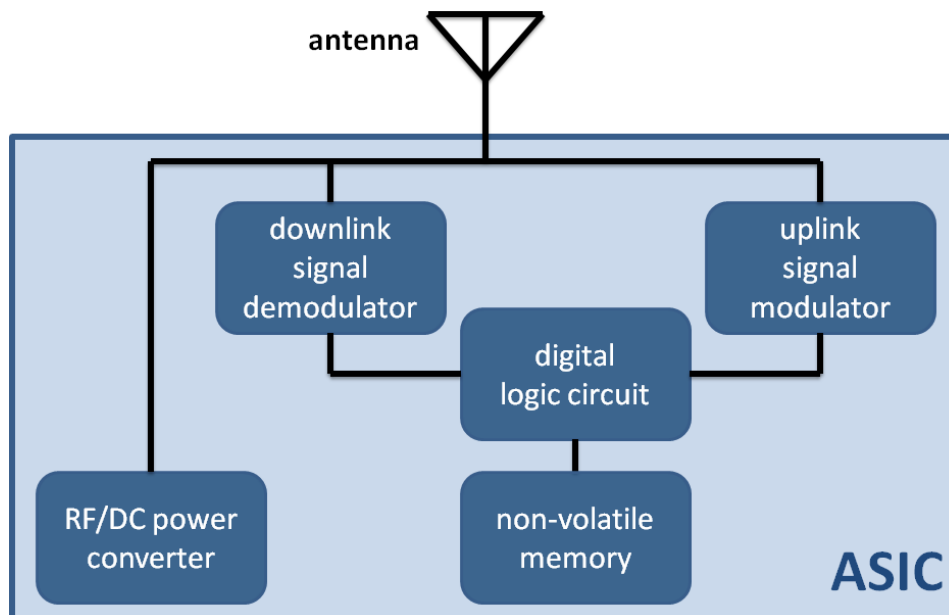 antenna
downlink
signal
demodulator
uplink
signal
modulator
digital
logic circuit
RF/DC power
converter
non-volatile
memory
ASIC